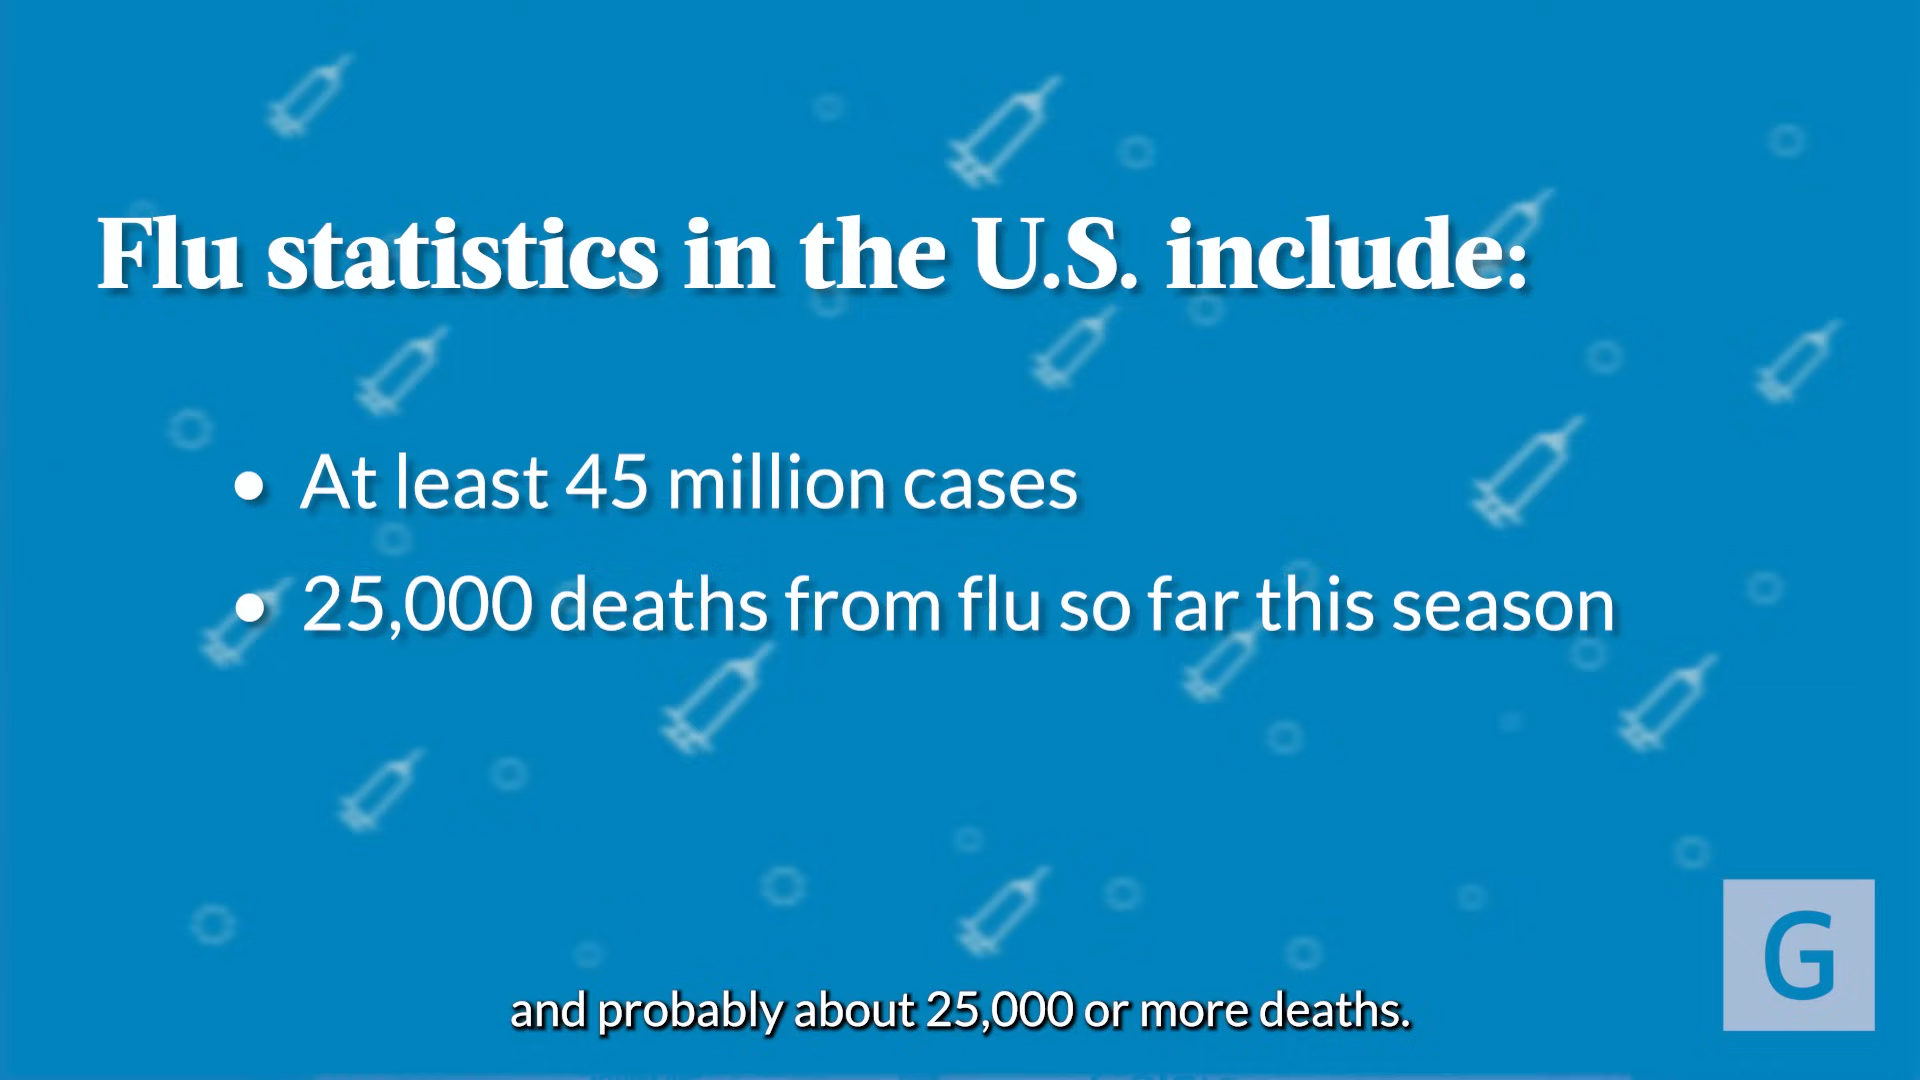 Flu statistics in the U.S. include:
• At least 45 million cases
• 25,000 deaths from flu so far this season
G
and probably about 25,000 or more deaths.